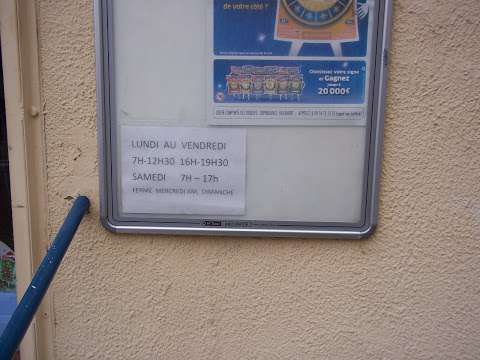 de votre côté ?
Choisissez votre signe
et Gagnez
jusqu'à
20 000€
LUNDI AU VENDREDI
7H-12H30 16H-19H30
SAMEDI 7H – 17h
FERME MERCREDI AM, DIMANCHE